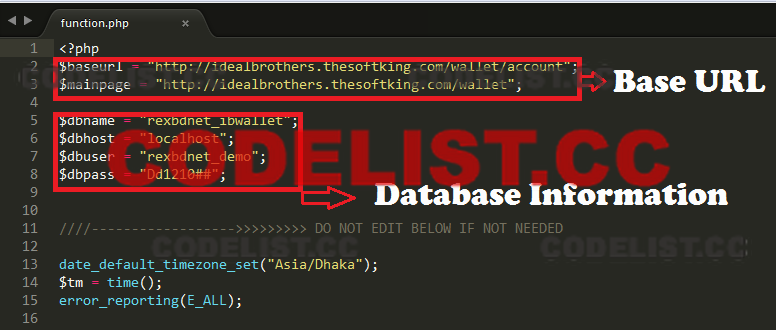 function.php
1 <?php
2 $baseurl = "http://idealbrothers.thesoftking.com/wallet/account";
3 $mainpage = "http://idealbrothers.thesoftking.com/wallet";
Base URL
4
5 $dbname = "rexbdnet_ibwallet";
6 $dbhost = "localhost";
7 $dbuser = "rexbdnet_demo";
8 $dbpass = "Dd1210##";
CODELIST.CC
Database Information
9
10
11 ////------------------>>>>>>>>> DO NOT EDIT BELOW IF NOT NEEDED
CODELIST.CC
CODELIST.CC
12
13 date_default_timezone_set("Asia/Dhaka");
14 $tm = time();
15 error_reporting(E_ALL);
16